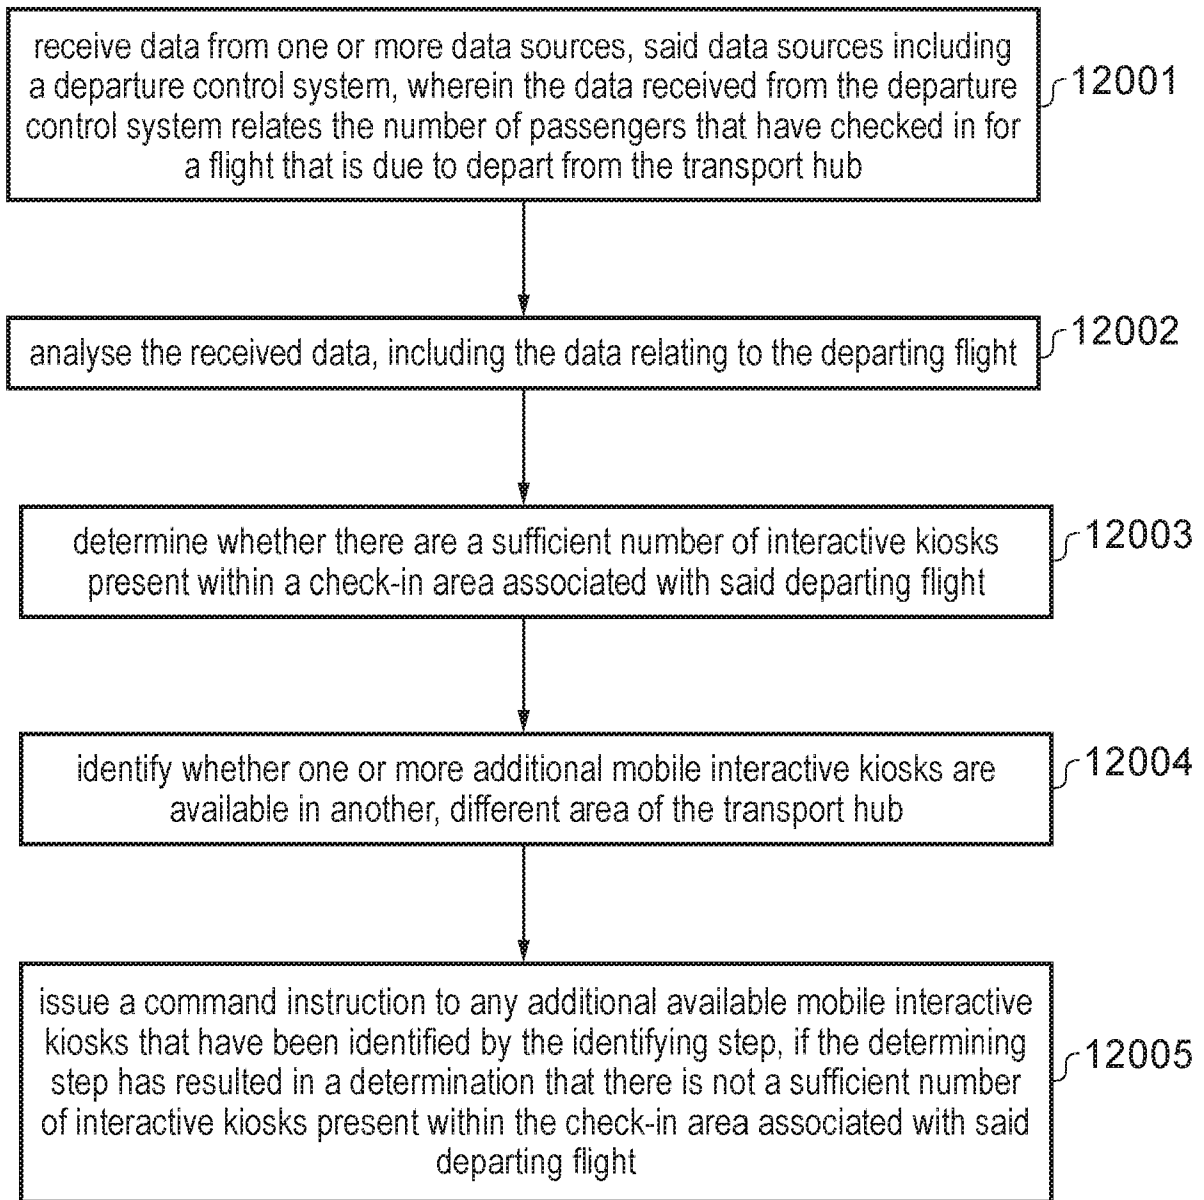 receive data from one or more data sources, said data sources including
a departure control system, wherein the data received from the departure
control system relates the number of passengers that have checked in for
a flight that is due to depart from the transport hub
12001
analyse the received data, including the data relating to the departing flight
12002
determine whether there are a sufficient number of interactive kiosks
present within a check-in area associated with said departing flight
12003
identify whether one or more additional mobile interactive kiosks are
available in another, different area of the transport hub
12004
issue a command instruction to any additional available mobile interactive
kiosks that have been identified by the identifying step, if the determining
step has resulted in a determination that there is not a sufficient number
of interactive kiosks present within the check-in area associated with said
departing flight
12005